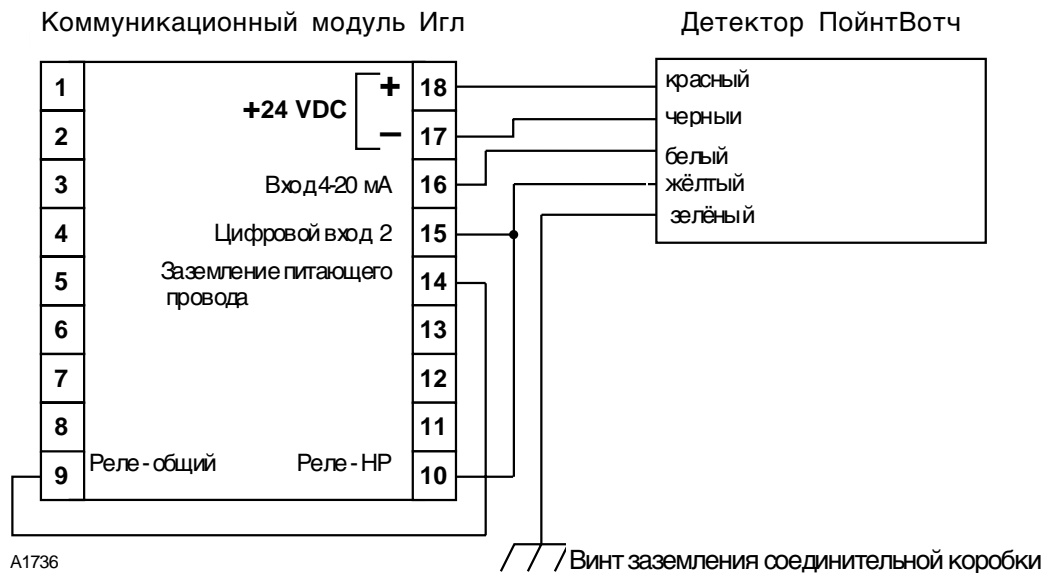 Коммуникационный модуль Игл
Детектор ПойнтВотч
1
2
3
4
5
6
7
8
9
+24 VDC
+
−
Вход 4-20 мА
Цифровой вход 2
Заземление питающего
провода
Реле - общий
Реле - НР
18
17
16
15
14
13
12
11
10
красный
черныи
белый
жёлтый
зелёный
A1736
Винт заземления соединительной коробки